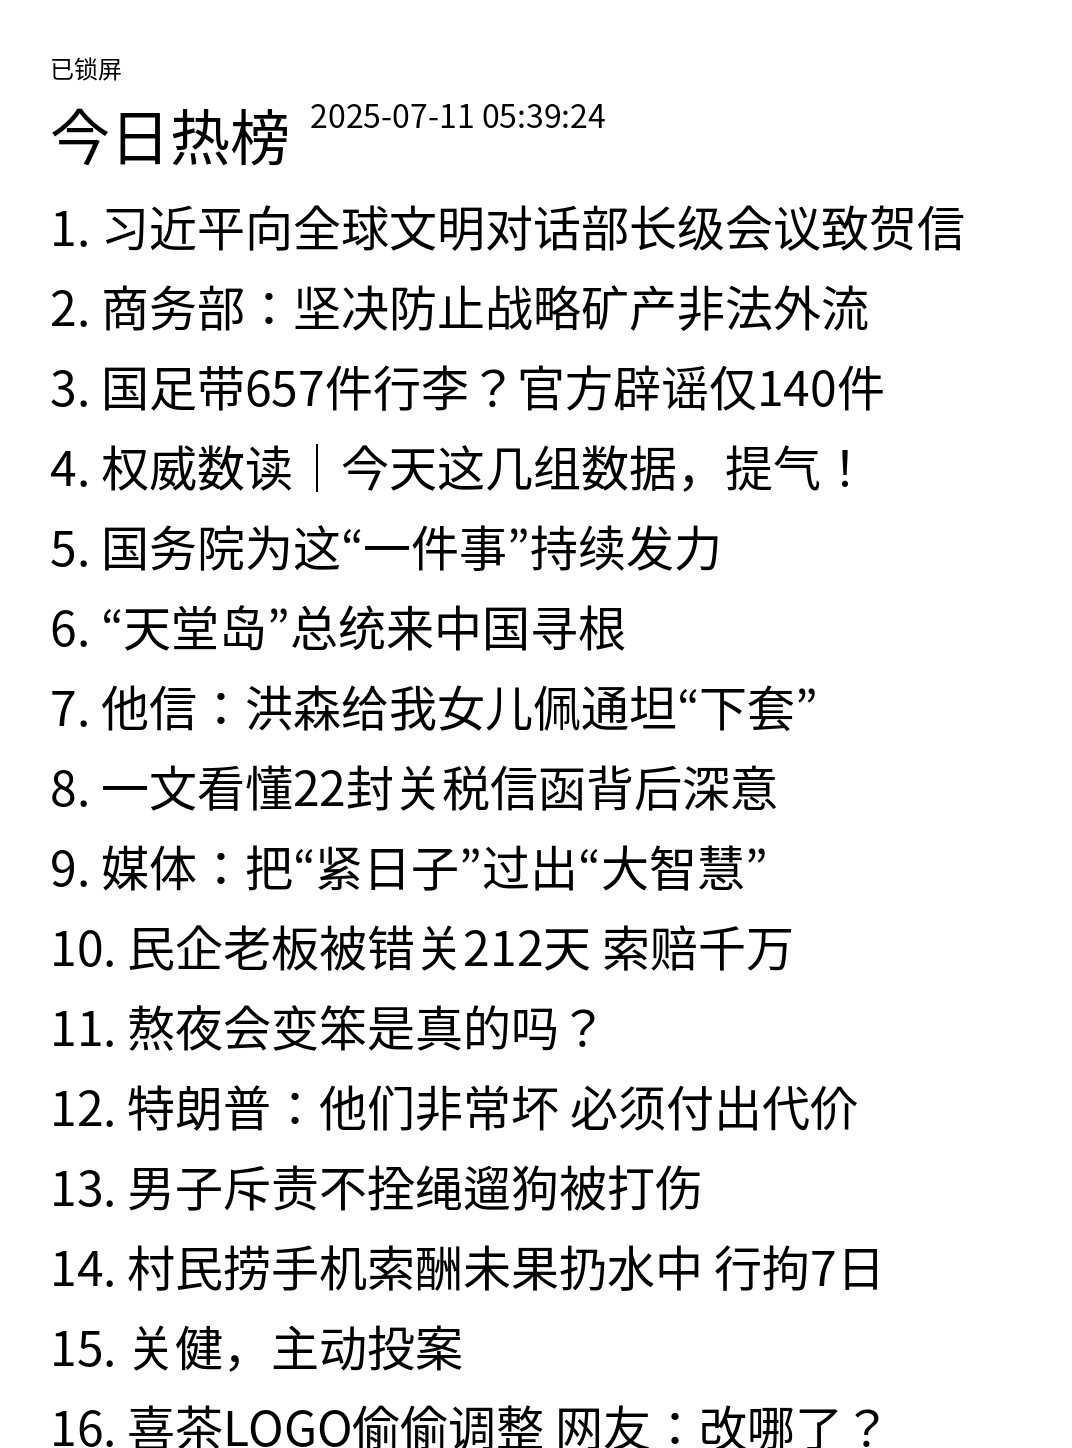 已锁屏
今日热榜 2025-07-11 05:39:24
1. 习近平向全球文明对话部长级会议致贺信
2. 商务部：坚决防止战略矿产非法外流
3. 国足带657件行李？官方辟谣仅140件
4. 权威数读｜今天这几组数据，提气！
5. 国务院为这“一件事”持续发力
6. “天堂岛”总统来中国寻根
7. 他信：洪森给我女儿佩通坦“下套”
8. 一文看懂22封关税信函背后深意
9. 媒体：把“紧日子”过出“大智慧”
10. 民企老板被错关212天 索赔千万
11. 熬夜会变笨是真的吗？
12. 特朗普：他们非常坏 必须付出代价
13. 男子斥责不拴绳遛狗被打伤
14. 村民捞手机索酬未果扔水中 行拘7日
15. 关健，主动投案
16. 喜茶LOGO偷偷调整 网友：改哪了？